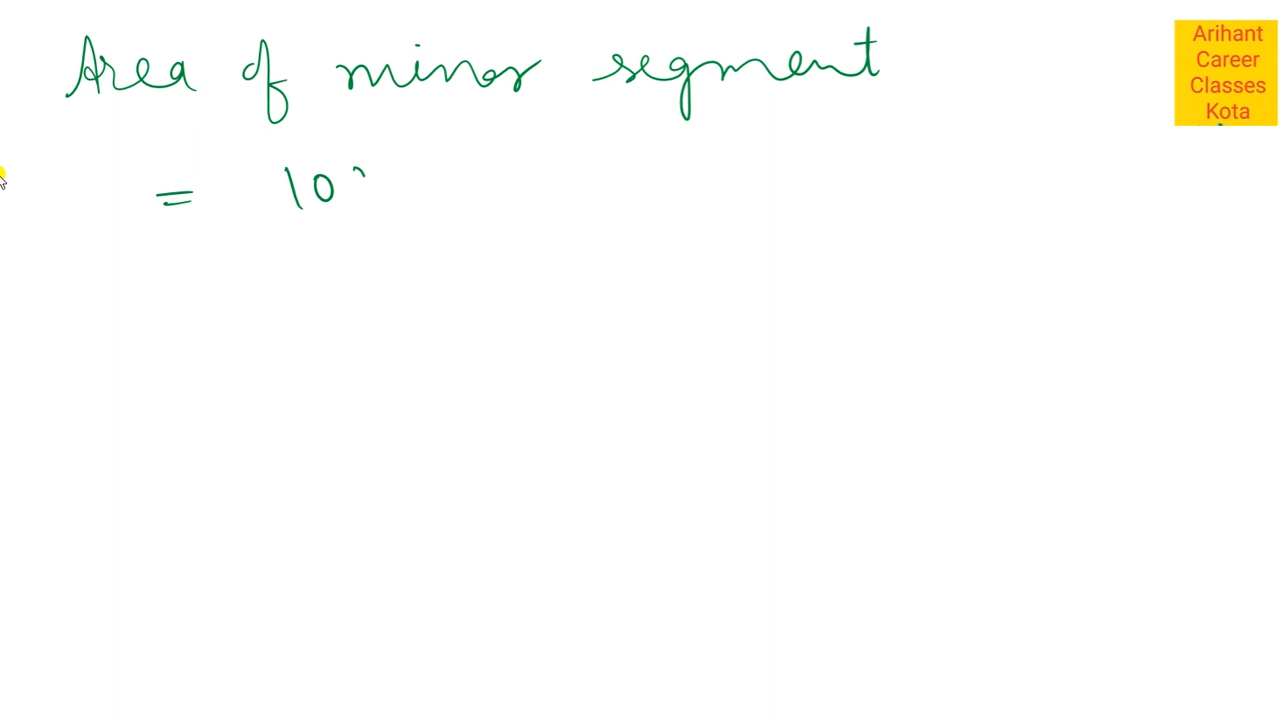 Area of minor segment
= 10
Arihant
Career
Classes
Kota